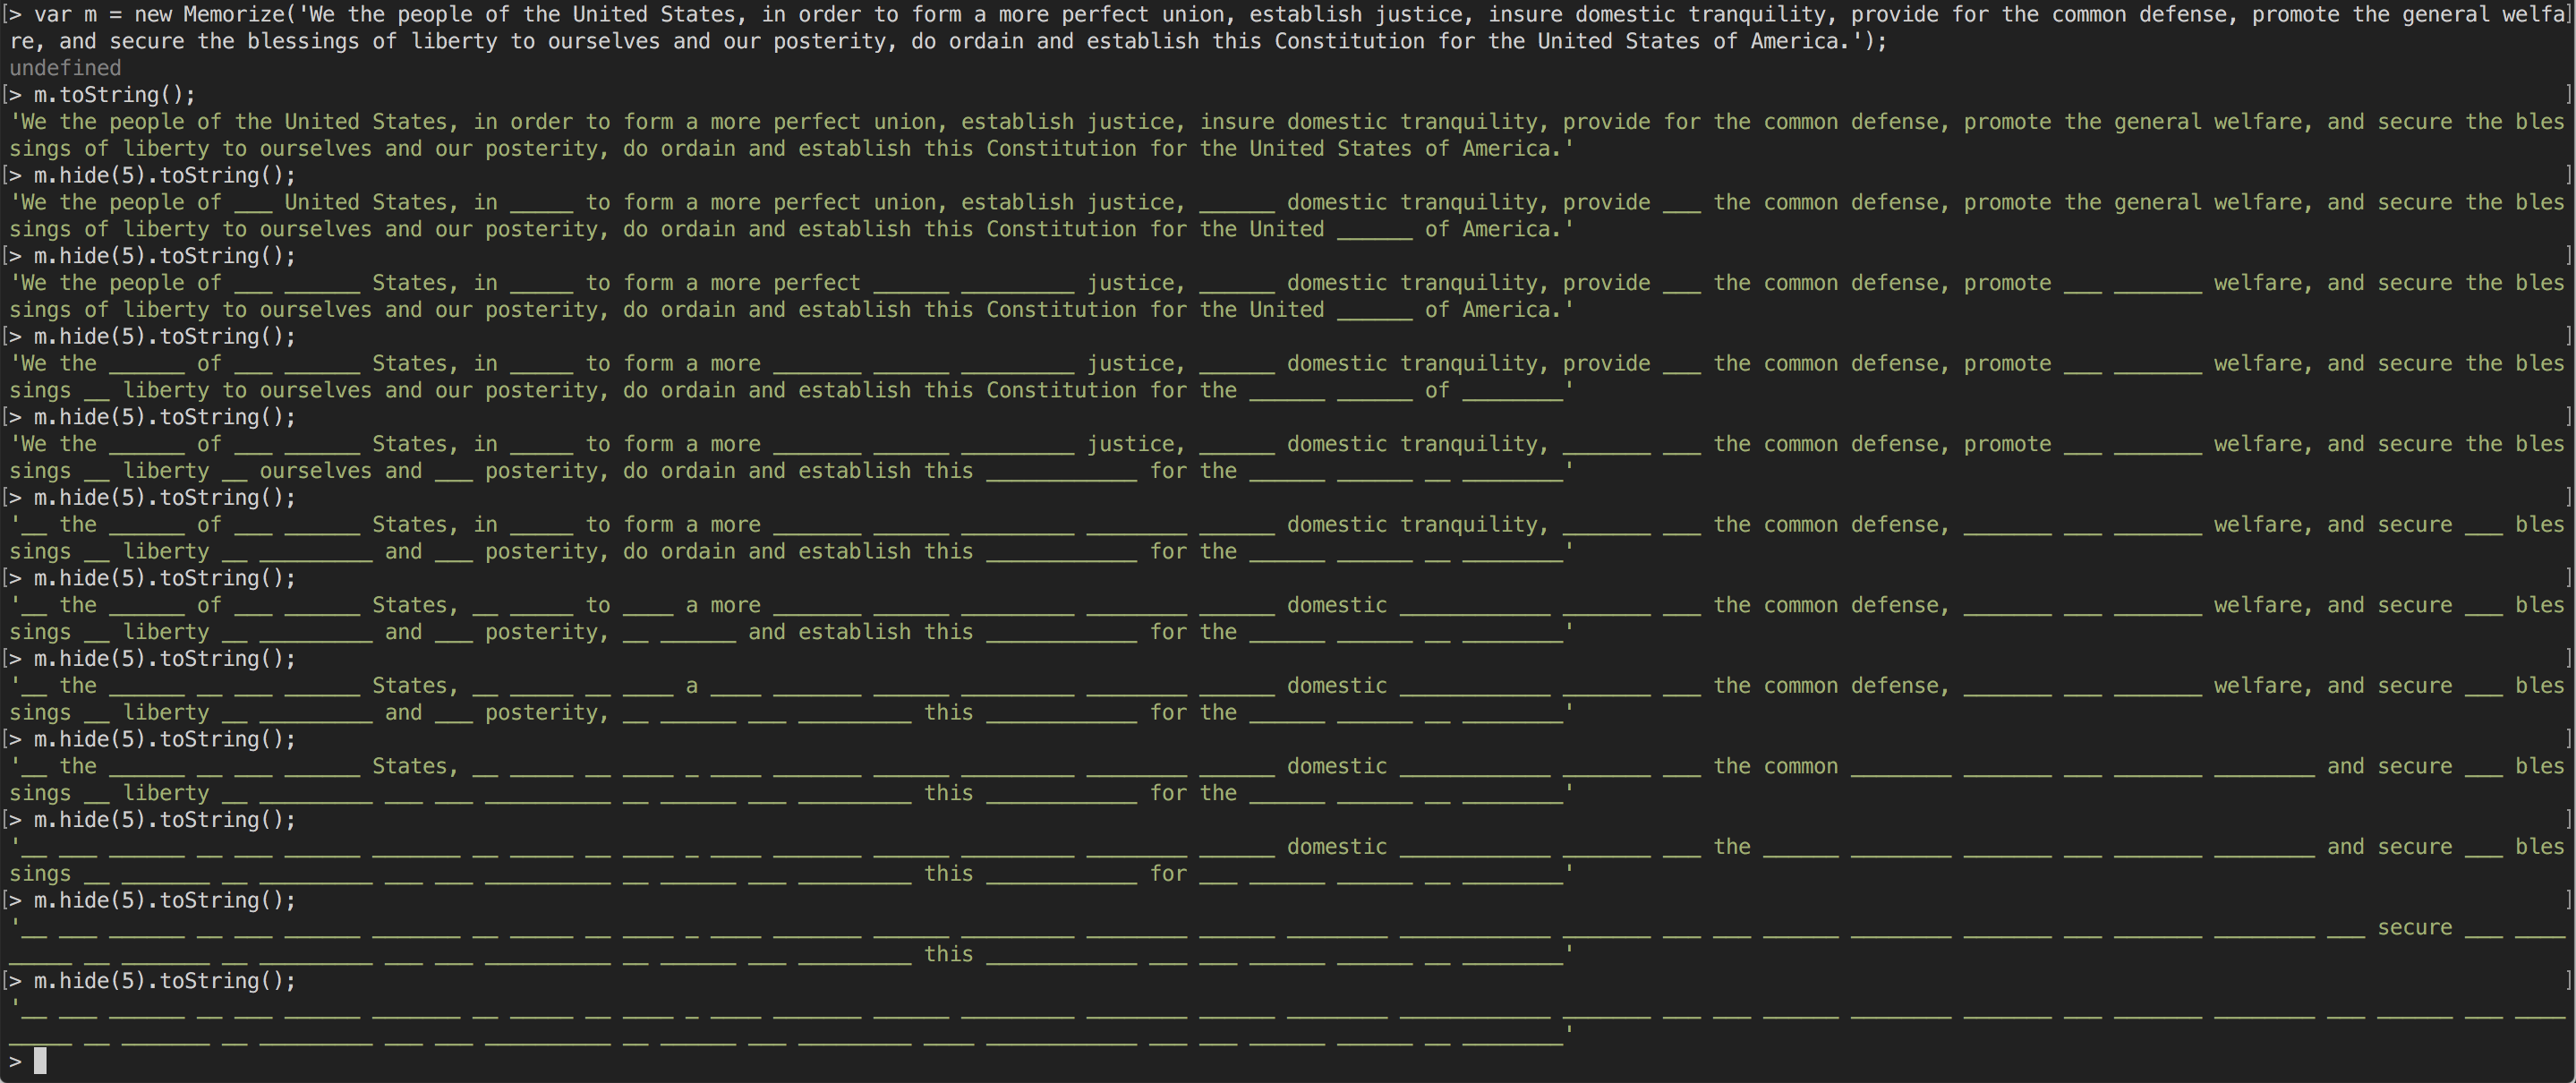 [> var m = new Memorize('We the people of the United States, in order to form a more perfect union, establish justice, insure domestic tranquility, provide for the common defense, promote the general welfa]
re, and secure the blessings of liberty to ourselves and our posterity, do ordain and establish this Constitution for the United States of America.');
undefined
[> m.toString(); ]
'We the people of the United States, in order to form a more perfect union, establish justice, insure domestic tranquility, provide for the common defense, promote the general welfare, and secure the bles
sings of liberty to ourselves and our posterity, do ordain and establish this Constitution for the United States of America.'
[> m.hide(5).toString(); ]
'We the people of ___ United States, in _____ to form a more perfect union, establish justice, ______ domestic tranquility, provide ___ the common defense, promote the general welfare, and secure the bles
sings of liberty to ourselves and our posterity, do ordain and establish this Constitution for the United ______ of America.'
[> m.hide(5).toString(); ]
'We the people of ___ ______ States, in _____ to form a more perfect ______ _________ justice, ______ domestic tranquility, provide ___ the common defense, promote ___ _______ welfare, and secure the bles
sings of liberty to ourselves and our posterity, do ordain and establish this Constitution for the United ______ of America.'
[> m.hide(5).toString(); ]
'We the ______ of ___ ______ States, in _____ to form a more _______ ______ _________ justice, ______ domestic tranquility, provide ___ the common defense, promote ___ _______ welfare, and secure the bles
sings __ liberty to ourselves and our posterity, do ordain and establish this Constitution for the ______ ______ of ________'
[> m.hide(5).toString(); ]
'We the ______ of ___ ______ States, in _____ to form a more _______ ______ _________ justice, ______ domestic tranquility, _______ ___ the common defense, promote ___ _______ welfare, and secure the bles
sings __ liberty __ ourselves and ___ posterity, do ordain and establish this ____________ for the ______ ______ __ ________'
[> m.hide(5).toString(); ]
'__ the ______ of ___ ______ States, in _____ to form a more _______ ______ _________ ________ ______ domestic tranquility, _______ ___ the common defense, _______ ___ _______ welfare, and secure ___ bles
sings __ liberty __ _________ and ___ posterity, do ordain and establish this ____________ for the ______ ______ __ ________'
[> m.hide(5).toString(); ]
'__ the ______ of ___ ______ States, __ _____ to ____ a more _______ ______ _________ ________ ______ domestic ____________ _______ ___ the common defense, _______ ___ _______ welfare, and secure ___ bles
sings __ liberty __ _________ and ___ posterity, __ ______ and establish this ____________ for the ______ ______ __ ________'
[> m.hide(5).toString(); ]
'__ the ______ __ ___ ______ States, __ _____ __ ____ a ____ _______ ______ _________ ________ ______ domestic ____________ _______ ___ the common defense, _______ ___ _______ welfare, and secure ___ bles
sings __ liberty __ _________ and ___ posterity, __ ______ ___ _________ this ____________ for the ______ ______ __ ________'
[> m.hide(5).toString(); ]
'__ the ______ __ ___ ______ States, __ _____ __ ____ _ ____ _______ ______ _________ ________ ______ domestic ____________ _______ ___ the common ________ _______ ___ _______ ________ and secure ___ bles
sings __ liberty __ _________ ___ ___ __________ __ ______ ___ _________ this ____________ for the ______ ______ __ ________'
[> m.hide(5).toString(); ]
'__ ___ ______ __ ___ ______ _______ __ _____ __ ____ _ ____ _______ ______ _________ ________ ______ domestic ____________ _______ ___ the ______ ________ _______ ___ _______ ________ and secure ___ bles
sings __ _______ __ _________ ___ ___ __________ __ ______ ___ _________ this ____________ for ___ ______ ______ __ ________'
[> m.hide(5).toString(); ]
'__ ___ ______ __ ___ ______ _______ __ _____ __ ____ _ ____ _______ ______ _________ ________ ______ ________ ____________ _______ ___ ___ ______ ________ _______ ___ _______ ________ ___ secure ___ ____
_____ __ _______ __ _________ ___ ___ __________ __ ______ ___ _________ this ____________ ___ ___ ______ ______ __ ________'
[> m.hide(5).toString(); ]
'__ ___ ______ __ ___ ______ _______ __ _____ __ ____ _ ____ _______ ______ _________ ________ ______ ________ ____________ _______ ___ ___ ______ ________ _______ ___ _______ ________ ___ ______ ___ ____
_____ __ _______ __ _________ ___ ___ __________ __ ______ ___ _________ ____ ____________ ___ ___ ______ ______ __ ________'
>